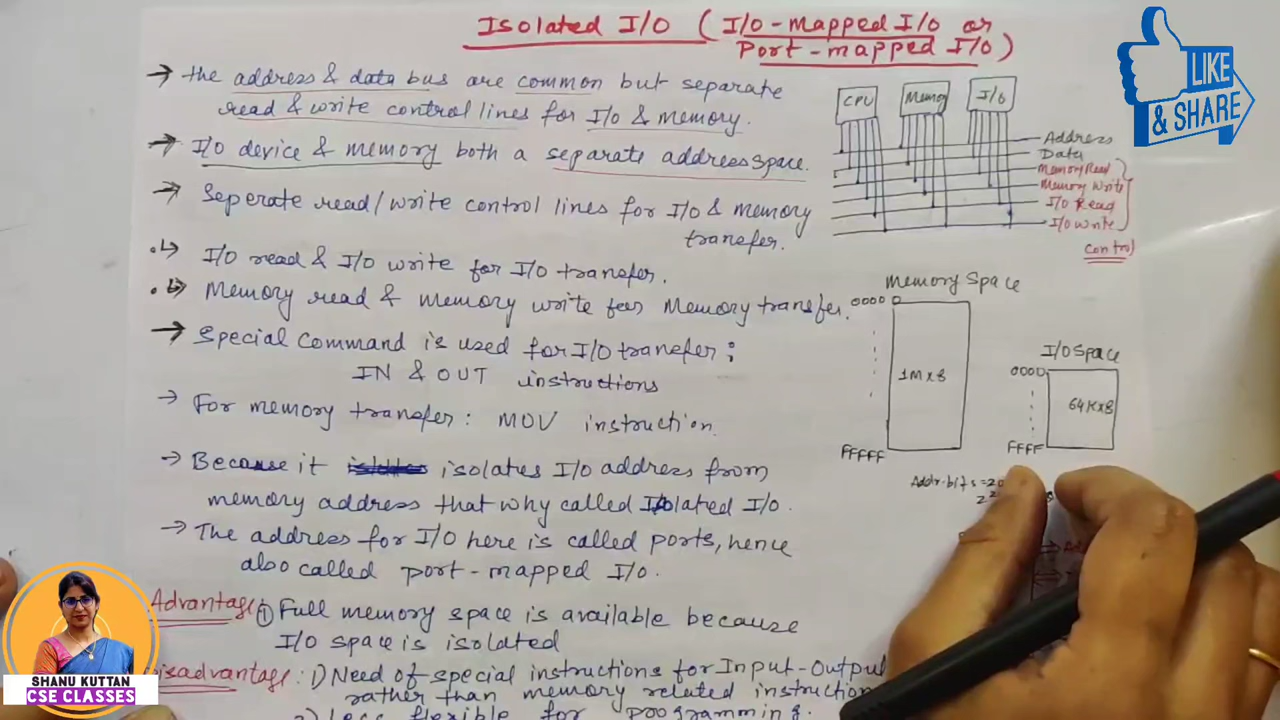 Isolated I/O (I/O-Mapped I/O or
Port-mapped I/O)
→ the address & data bus are common but separate
read & write control lines for I/O & memory.
→ I/O device & memory both a separate address space.
→ Seperate read/write control lines for I/O & memory
transfer.
I/O read & I/O write for I/O transfer.
Memory read & memory write for Memory transfer.
→ Special command is used for I/O transfer:
IN & OUT instructions
→ For memory transfer: MOV instruction.
→ Because it isolates I/O address from
memory address that why called Isolated I/O.
→ The address for I/O here is called ports, hence
also called port-mapped I/O.
Advantage: ① Full memory space is available because
I/O space is isolated
Disadvantage: 1) Need of special instructions for Input-Output
rather than memory related instruction
2) Less flexible for programming.
CPU
Memo
I/O
Address
Data
Memory Read
Memory Write
I/O Read
I/O Write
Control
Memory Space
0000 0
1M x 8
FFFFF
I/O Space
0000
64K x 8
FFFF
Addr. bits = 20
LIKE
& SHARE
SHANU KUTTAN
CSE CLASSES